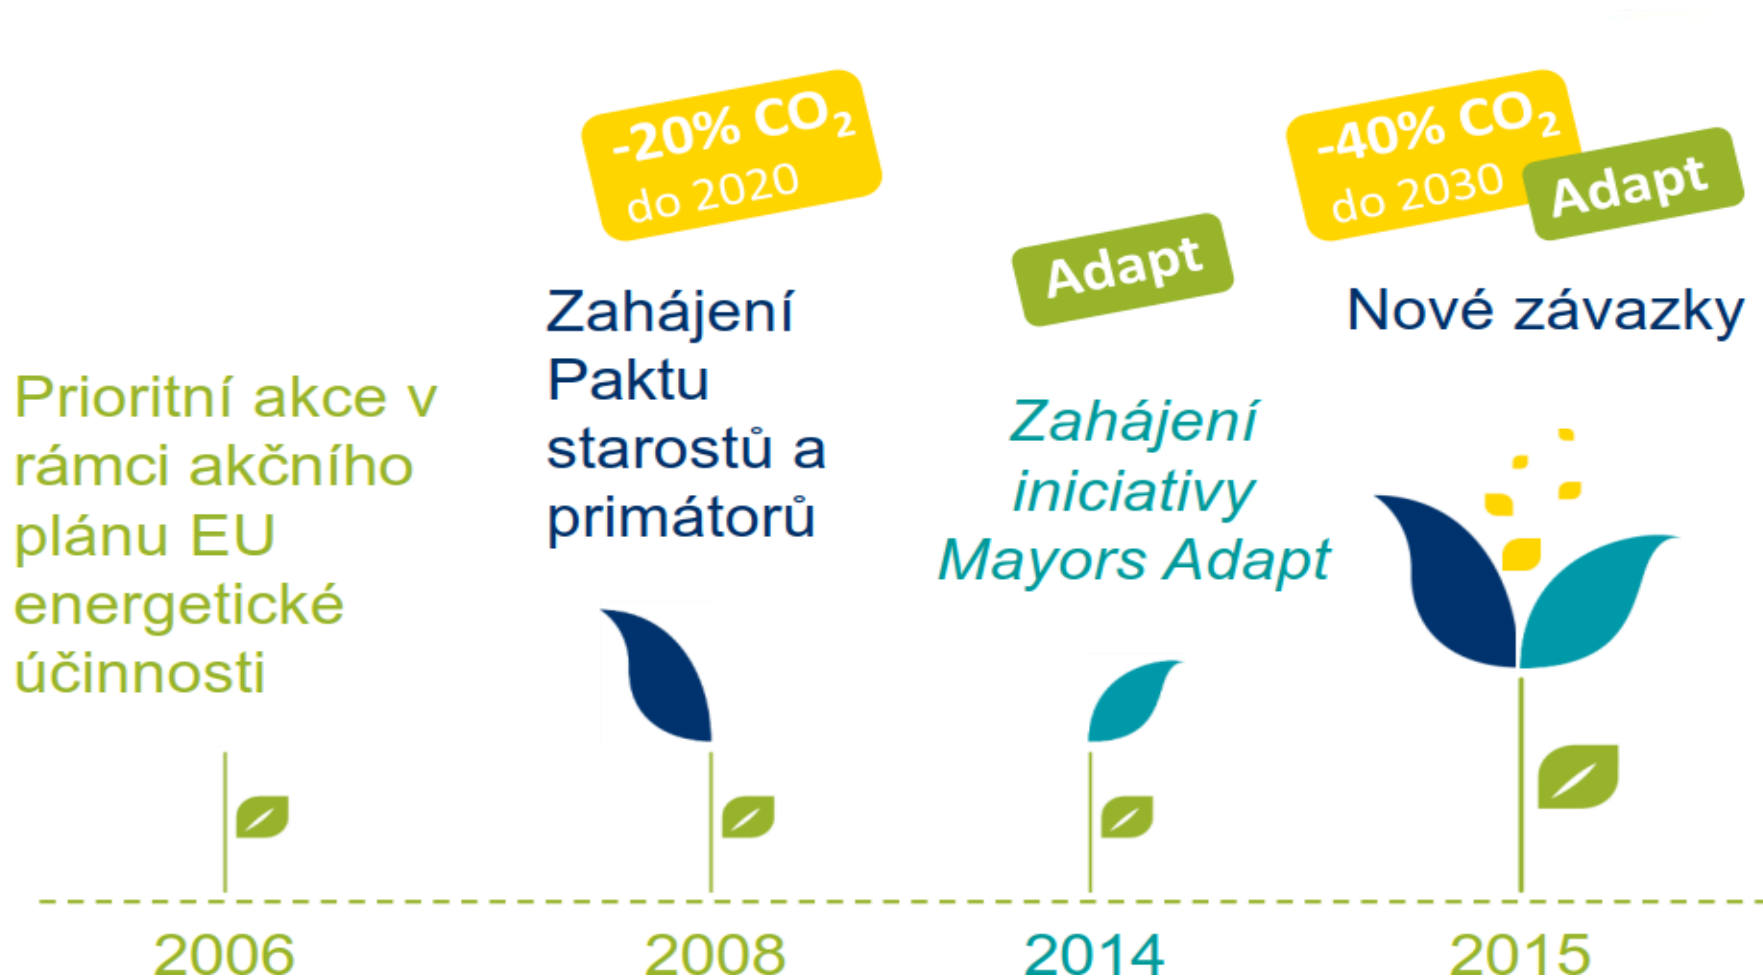 Prioritní akce v
rámci akčního
plánu EU
energetické
účinnosti
2006
-20% CO₂
do 2020
Zahájení
Paktu
starostů a
primátorů
2008
Adapt
Zahájení
iniciativy
Mayors Adapt
2014
-40% CO₂
do 2030
Adapt
Nové závazky
2015